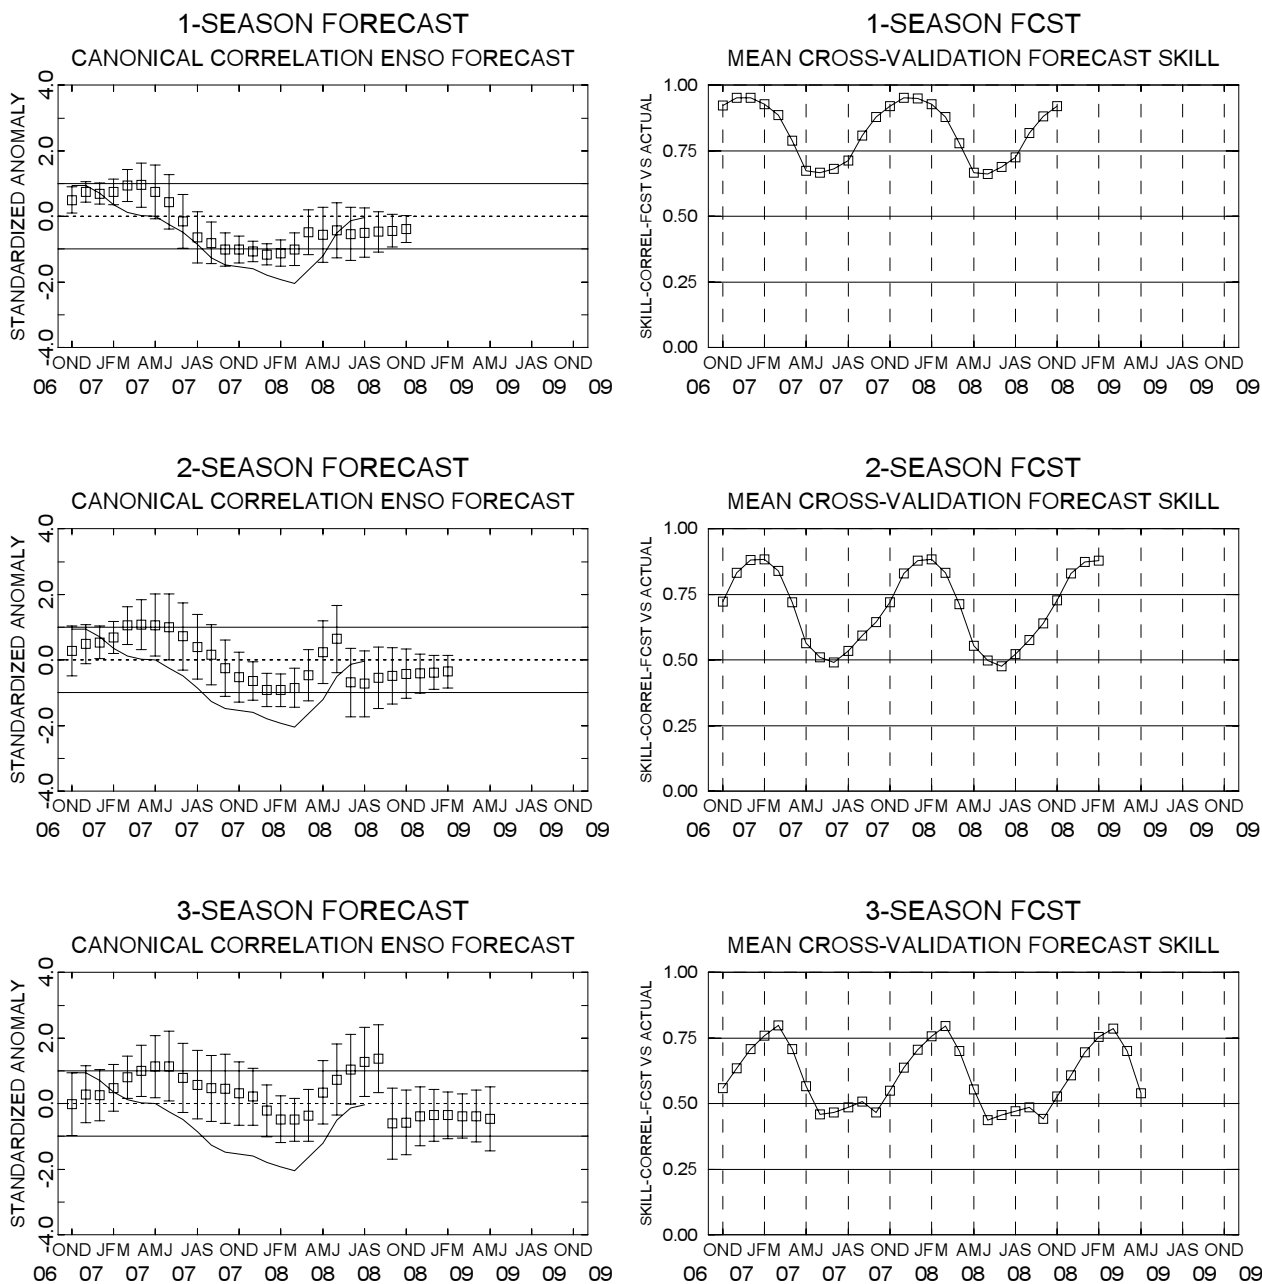 1-SEASON FORECAST
CANONICAL CORRELATION ENSO FORECAST
STANDARDIZED ANOMALY
4.0
2.0
0.0
-2.0
-4.0
OND JFM AMJ JAS OND JFM AMJ JAS OND JFM AMJ JAS OND
06 07 07 07 07 08 08 08 08 09 09 09 09
1-SEASON FCST
MEAN CROSS-VALIDATION FORECAST SKILL
SKILL-CORREL-FCST VS ACTUAL
1.00
0.75
0.50
0.25
0.00
OND JFM AMJ JAS OND JFM AMJ JAS OND JFM AMJ JAS OND
06 07 07 07 07 08 08 08 08 09 09 09 09
2-SEASON FORECAST
CANONICAL CORRELATION ENSO FORECAST
STANDARDIZED ANOMALY
4.0
2.0
0.0
-2.0
-4.0
OND JFM AMJ JAS OND JFM AMJ JAS OND JFM AMJ JAS OND
06 07 07 07 07 08 08 08 08 09 09 09 09
2-SEASON FCST
MEAN CROSS-VALIDATION FORECAST SKILL
SKILL-CORREL-FCST VS ACTUAL
1.00
0.75
0.50
0.25
0.00
OND JFM AMJ JAS OND JFM AMJ JAS OND JFM AMJ JAS OND
06 07 07 07 07 08 08 08 08 09 09 09 09
3-SEASON FORECAST
CANONICAL CORRELATION ENSO FORECAST
STANDARDIZED ANOMALY
4.0
2.0
0.0
-2.0
-4.0
OND JFM AMJ JAS OND JFM AMJ JAS OND JFM AMJ JAS OND
06 07 07 07 07 08 08 08 08 09 09 09 09
3-SEASON FCST
MEAN CROSS-VALIDATION FORECAST SKILL
SKILL-CORREL-FCST VS ACTUAL
1.00
0.75
0.50
0.25
0.00
OND JFM AMJ JAS OND JFM AMJ JAS OND JFM AMJ JAS OND
06 07 07 07 07 08 08 08 08 09 09 09 09